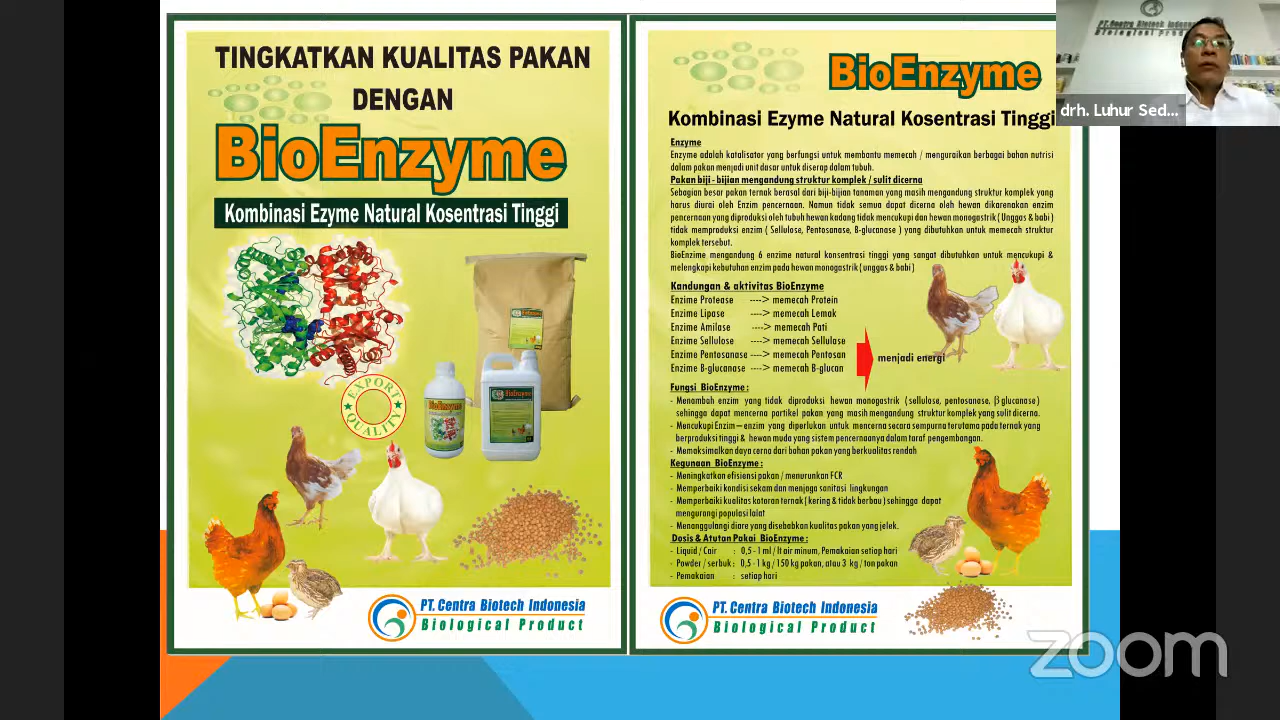 TINGKATKAN KUALITAS PAKAN
DENGAN
BioEnzyme
Kombinasi Ezyme Natural Kosentrasi Tinggi
EXPORT
QUALITY
BioEnzyme
BioEnzyme
PT. Centra Biotech Indonesia
Biological Product
BioEnzyme
Kombinasi Ezyme Natural Kosentrasi Tinggi
Enzyme
Enzyme adalah katalisator yang berfungsi untuk membantu memecah / menguraikan berbagai bahan nutrisi
dalam pakan menjadi unit dasar untuk diserap dalam tubuh.
Pakan biji - bijian mengandung struktur komplek / sulit dicerna
Sebagian besar pakan ternak berasal dari biji-bijian tanaman yang masih mengandung struktur komplek yang
harus diurai oleh Enzim pencernaan. Namun tidak semua dapat dicerna oleh hewan dikarenakan enzim
pencernaan yang diproduksi oleh tubuh hewan kadang tidak mencukupi dan hewan monogastrik ( Unggas & babi )
tidak memproduksi enzim ( Sellulose, Pentosanase, B-glucanase ) yang dibutuhkan untuk memecah struktur
komplek tersebut.
BioEnzime mengandung 6 enzime natural konsentrasi tinggi yang sangat dibutuhkan untuk mencukupi &
melengkapi kebutuhan enzim pada hewan monogastrik ( unggas & babi )
Kandungan & aktivitas BioEnzyme
Enzime Protease ----> memecah Protein
Enzime Lipase ----> memecah Lemak
Enzime Amilase ----> memecah Pati
Enzime Sellulose ----> memecah Sellulase
Enzime Pentosanase ----> memecah Pentosan
Enzime B-glucanase ----> memecah B-glucan
menjadi energi
Fungsi BioEnzyme :
- Menambah enzim yang tidak diproduksi hewan monogastrik ( sellulose, pentosanase, β glucanase )
sehingga dapat mencerna partikel pakan yang masih mengandung struktur komplek yang sulit dicerna.
- Mencukupi Enzim – enzim yang diperlukan untuk mencerna secara sempurna terutama pada ternak yang
berproduksi tinggi & hewan muda yang sistem pencernaanya dalam taraf pengembangan.
- Memaksimalkan daya cerna dari bahan pakan yang berkualitas rendah
Kegunaan BioEnzyme :
- Meningkatkan efisiensi pakan / menurunkan FCR
- Memperbaiki kondisi sekam dan menjaga sanitasi lingkungan
- Memperbaiki kualitas kotoran ternak ( kering & tidak berbau ) sehingga dapat
mengurangi populasi lalat
- Menanggulangi diare yang disebabkan kualitas pakan yang jelek.
Dosis & Atutan Pakai BioEnzyme :
- Liquid / Cair : 0,5 - 1 ml / lt air minum, Pemakaian setiap hari
- Powder / serbuk : 0,5 - 1 kg / 150 kg pakan, atau 3 kg / ton pakan
- Pemakaian : setiap hari
PT. Centra Biotech Indonesia
Biological Product
PT. Centra Biotech Indonesia
Biological Product
drh. Luhur Sed...
zoom